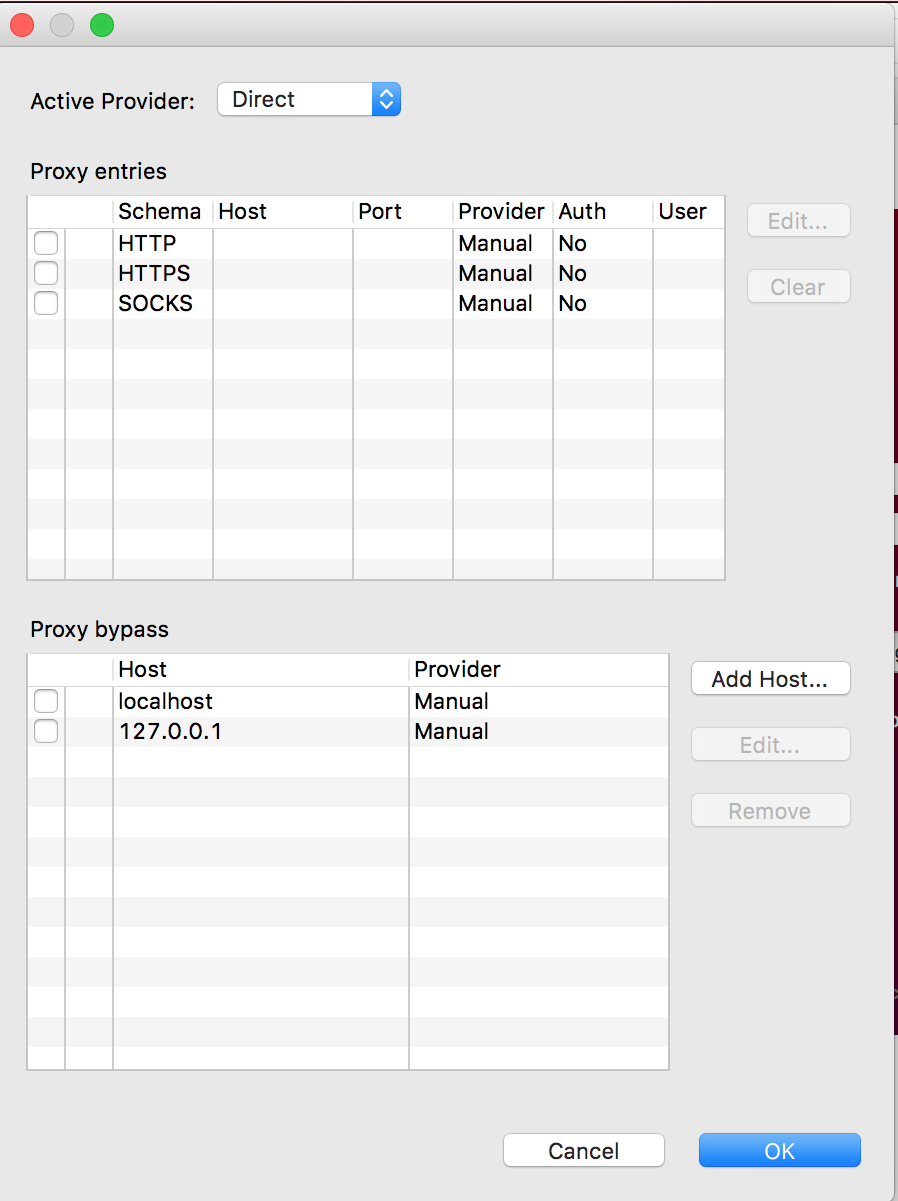 Active Provider: Direct
Proxy entries
Schema Host Port Provider Auth User
HTTP Manual No
HTTPS Manual No
SOCKS Manual No
Edit...
Clear
Proxy bypass
Host Provider
localhost Manual
127.0.0.1 Manual
Add Host...
Edit...
Remove
Cancel OK